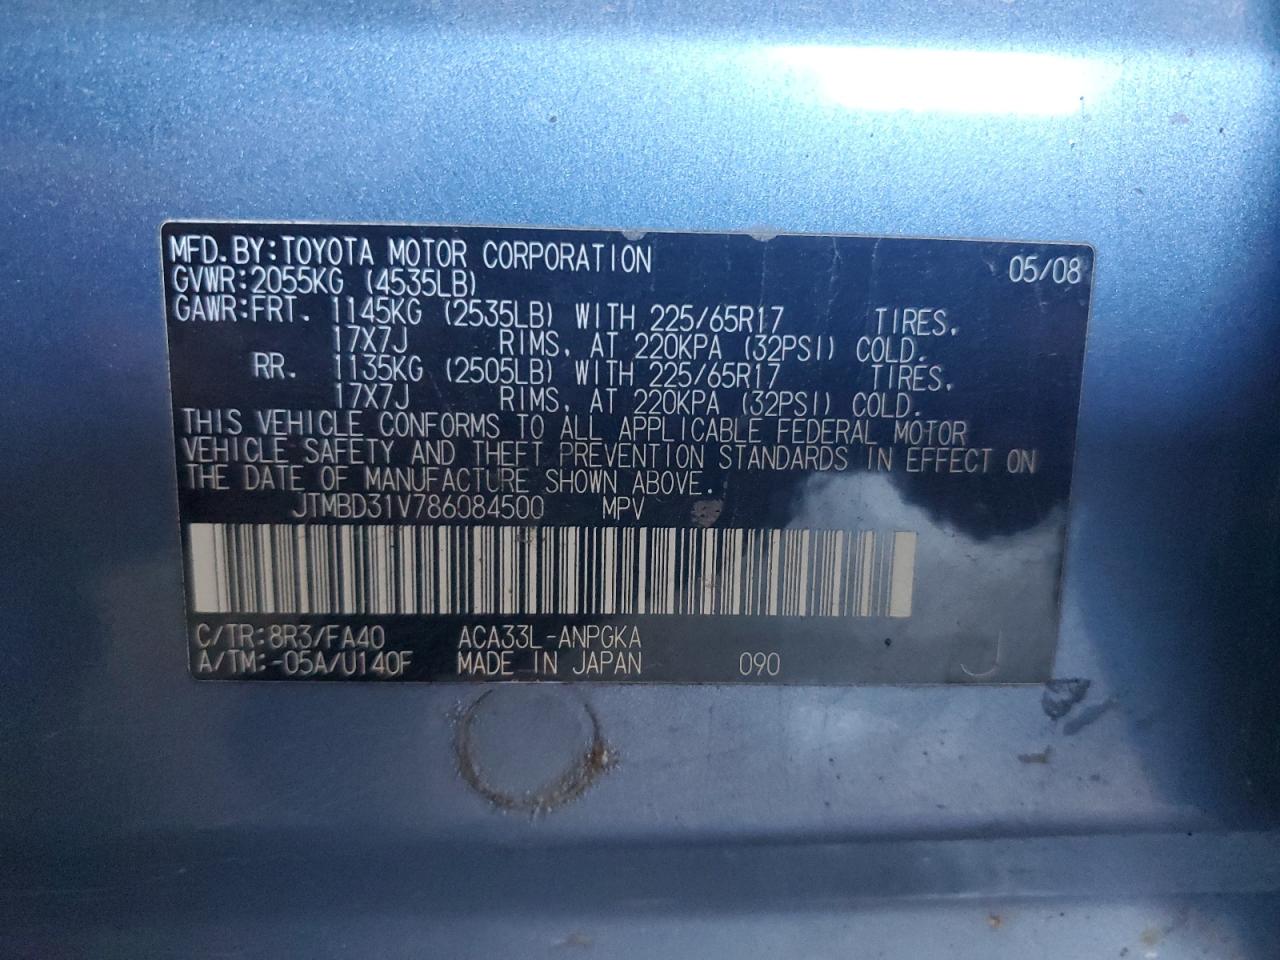 MFD.BY:TOYOTA MOTOR CORPORATION 05/08
GVWR:2055KG (4535LB)
GAWR:FRT. 1145KG (2535LB) WITH 225/65R17 TIRES,
17X7J RIMS, AT 220KPA (32PSI) COLD.
RR. 1135KG (2505LB) WITH 225/65R17 TIRES,
17X7J RIMS, AT 220KPA (32PSI) COLD.
THIS VEHICLE CONFORMS TO ALL APPLICABLE FEDERAL MOTOR
VEHICLE SAFETY AND THEFT PREVENTION STANDARDS IN EFFECT ON
THE DATE OF MANUFACTURE SHOWN ABOVE.
JTMBD31V786084500 MPV
C/TR:8R3/FA40 ACA33L-ANPGKA
A/TM:-05A/U140F MADE IN JAPAN 090 J